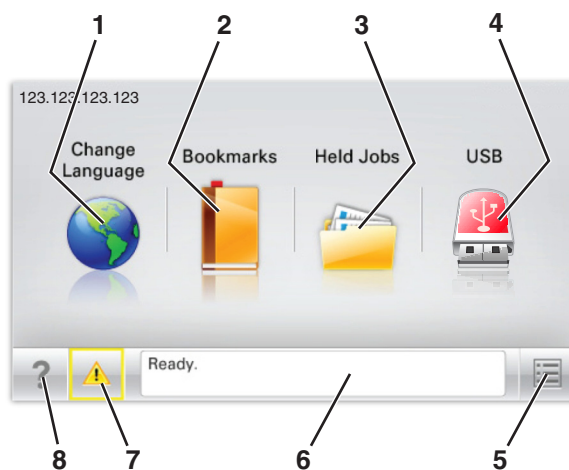 1 2 3 4
123.123.123.123
Change
Language
Bookmarks
Held Jobs
USB
?
Ready.
8 7 6 5